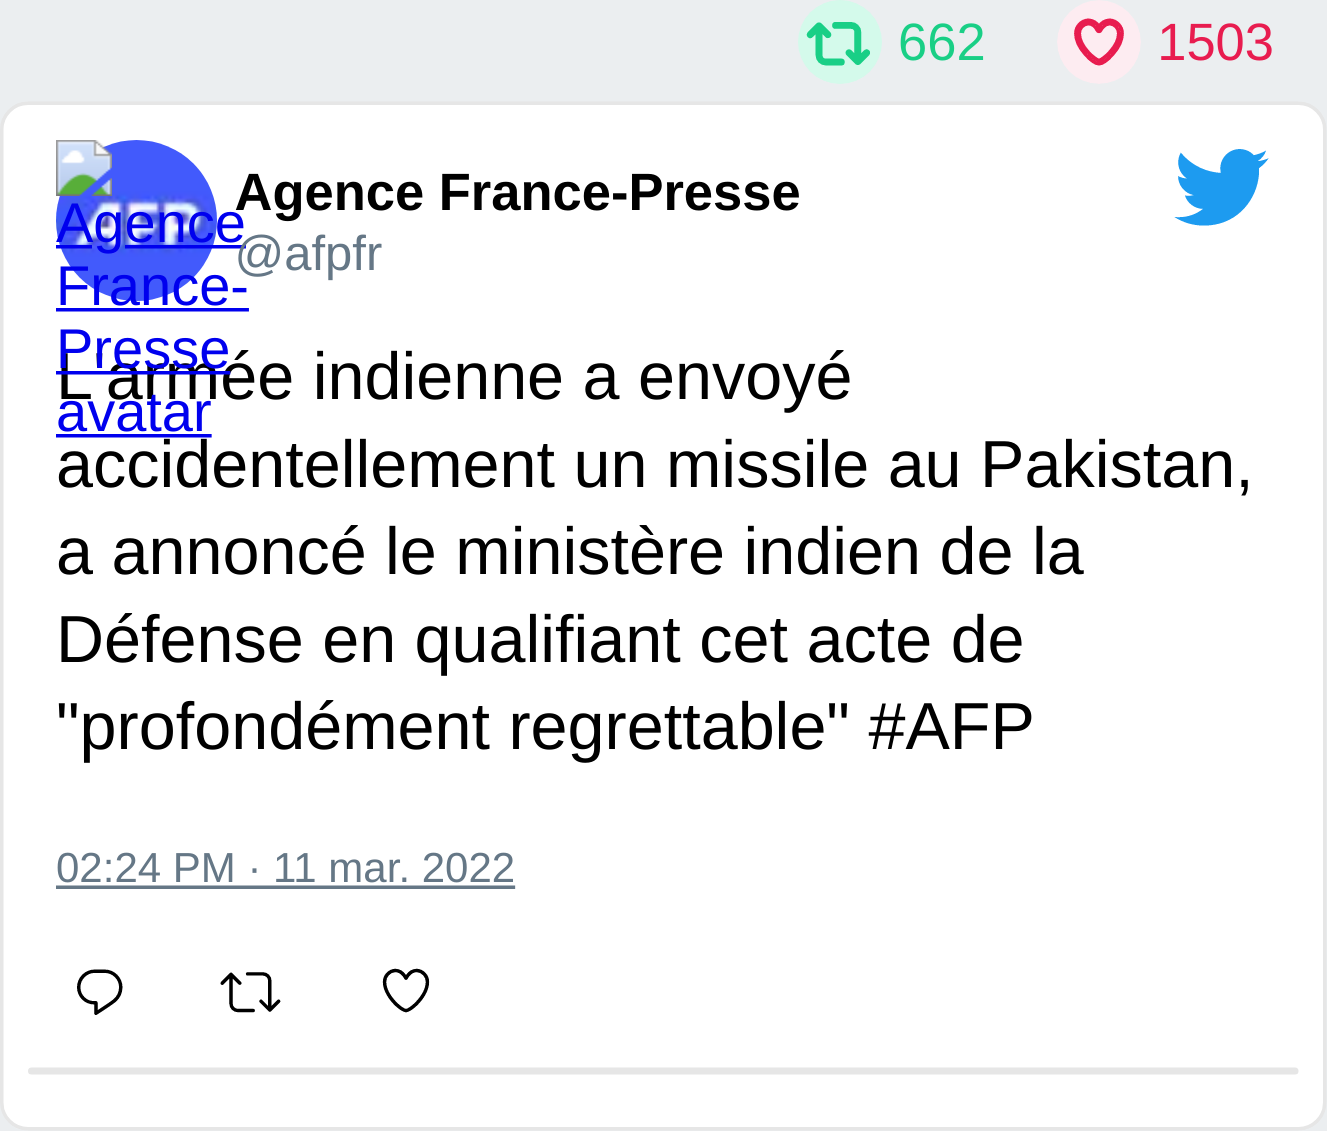 662 1503
Agence France-Presse
@afpfr
Agence
France-
Presse
avatar
L'armée indienne a envoyé
accidentellement un missile au Pakistan,
a annoncé le ministère indien de la
Défense en qualifiant cet acte de
"profondément regrettable" #AFP
02:24 PM · 11 mar. 2022